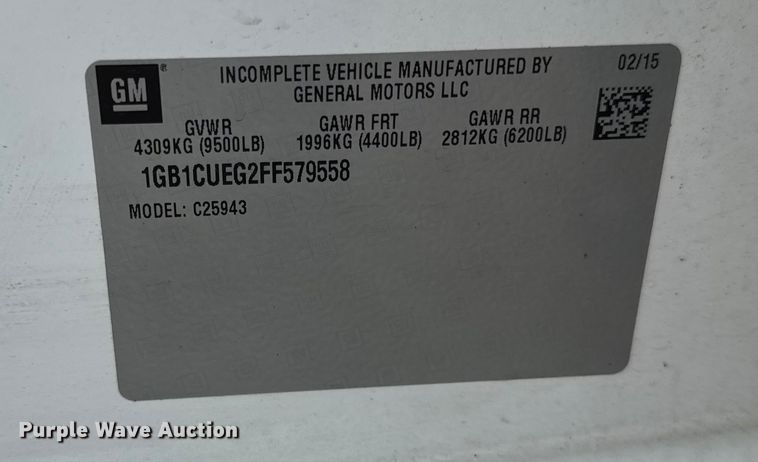 GM ®
INCOMPLETE VEHICLE MANUFACTURED BY
GENERAL MOTORS LLC
02/15
GVWR
4309KG (9500LB)
GAWR FRT
1996KG (4400LB)
GAWR RR
2812KG (6200LB)
1GB1CUEG2FF579558
MODEL: C25943
Purple Wave Auction